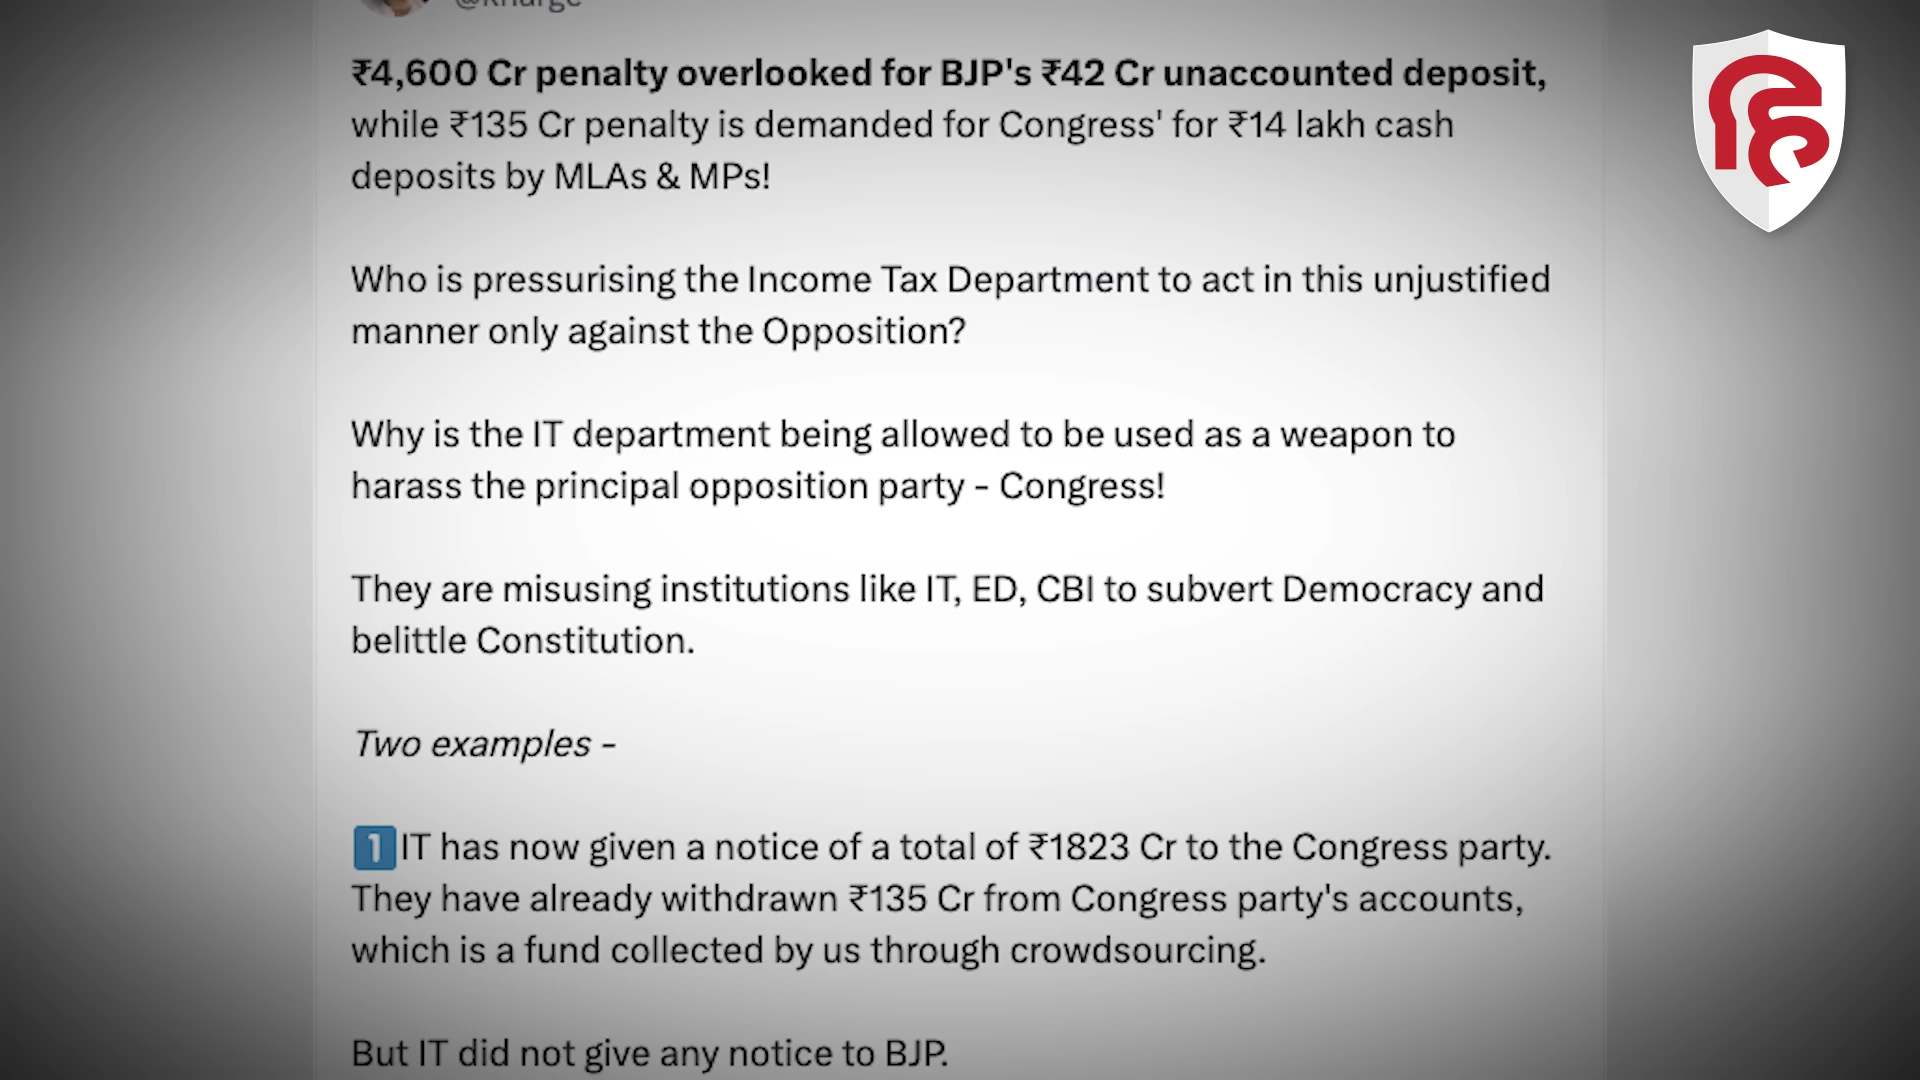 @kharge
₹4,600 Cr penalty overlooked for BJP's ₹42 Cr unaccounted deposit,
while ₹135 Cr penalty is demanded for Congress' for ₹14 lakh cash
deposits by MLAs & MPs!
Who is pressurising the Income Tax Department to act in this unjustified
manner only against the Opposition?
Why is the IT department being allowed to be used as a weapon to
harass the principal opposition party - Congress!
They are misusing institutions like IT, ED, CBI to subvert Democracy and
belittle Constitution.
Two examples -
1 IT has now given a notice of a total of ₹1823 Cr to the Congress party.
They have already withdrawn ₹135 Cr from Congress party's accounts,
which is a fund collected by us through crowdsourcing.
But IT did not give any notice to BJP.